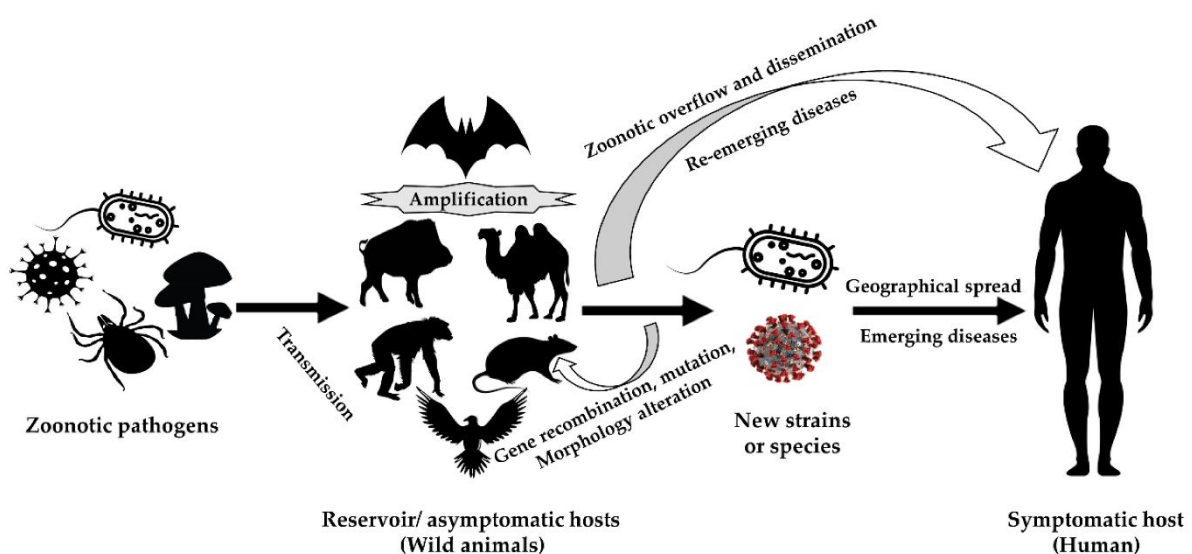 Zoonotic overflow and dissemination
Re-emerging diseases
Amplification
Geographical spread
Emerging diseases
Transmission
Gene recombination, mutation,
Morphology alteration
Zoonotic pathogens
New strains
or species
Reservoir/ asymptomatic hosts
(Wild animals)
Symptomatic host
(Human)